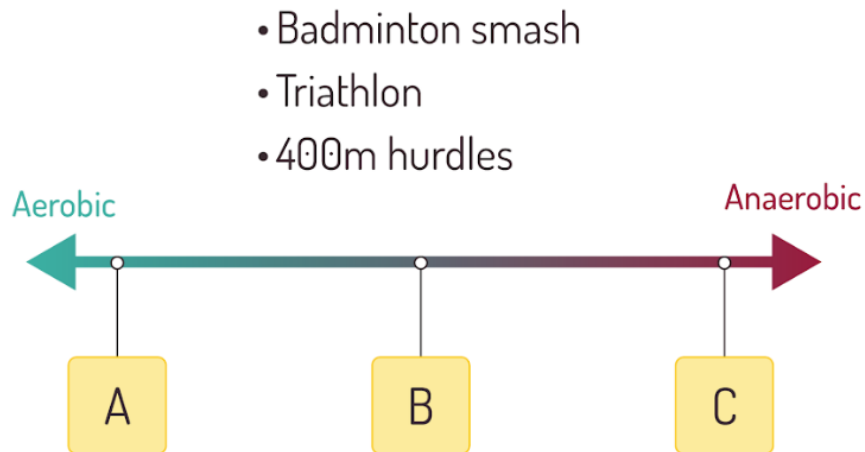 • Badminton smash
• Triathlon
• 400m hurdles
Aerobic
Anaerobic
A
B
C